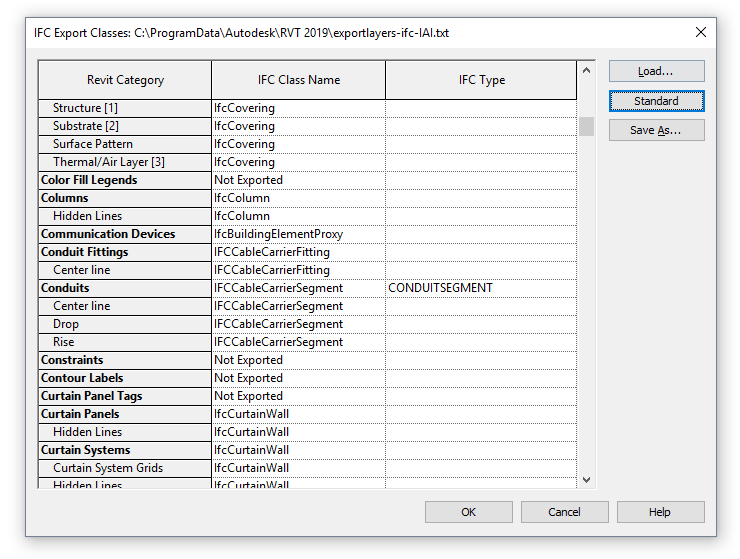 IFC Export Classes: C:\ProgramData\Autodesk\RVT 2019\exportlayers-ifc-IAI.txt
Revit Category IFC Class Name IFC Type
Load...
Standard
Save As...
Structure [1] IfcCovering
Substrate [2] IfcCovering
Surface Pattern IfcCovering
Thermal/Air Layer [3] IfcCovering
Color Fill Legends Not Exported
Columns IfcColumn
Hidden Lines IfcColumn
Communication Devices IfcBuildingElementProxy
Conduit Fittings IFCCableCarrierFitting
Center line IFCCableCarrierFitting
Conduits IFCCableCarrierSegment CONDUITSEGMENT
Center line IFCCableCarrierSegment
Drop IFCCableCarrierSegment
Rise IFCCableCarrierSegment
Constraints Not Exported
Contour Labels Not Exported
Curtain Panel Tags Not Exported
Curtain Panels IfcCurtainWall
Hidden Lines IfcCurtainWall
Curtain Systems IfcCurtainWall
Curtain System Grids IfcCurtainWall
Hidden Lines IfcCurtainWall
OK Cancel Help